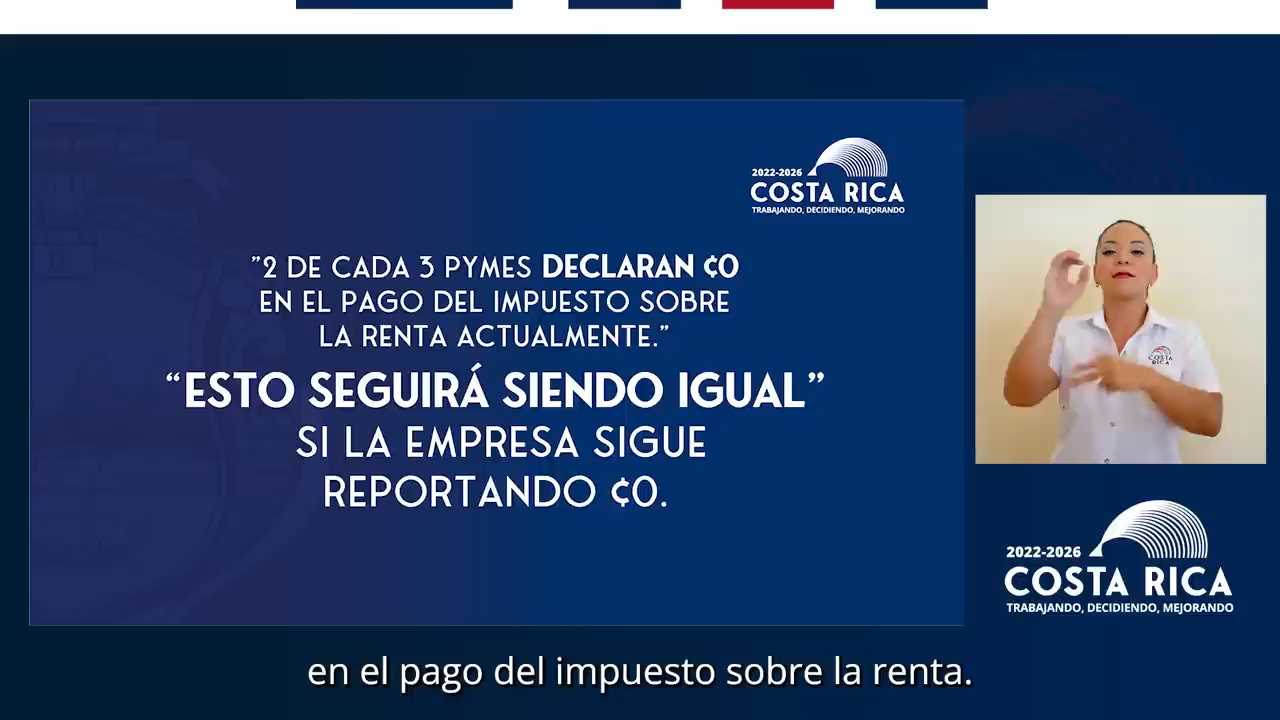 2022-2026
COSTA RICA
TRABAJANDO, DECIDIENDO, MEJORANDO
"2 DE CADA 3 PYMES DECLARAN ¢0
EN EL PAGO DEL IMPUESTO SOBRE
LA RENTA ACTUALMENTE."
“ESTO SEGUIRÁ SIENDO IGUAL”
SI LA EMPRESA SIGUE
REPORTANDO ¢0.
COSTA
RICA
2022-2026
COSTA RICA
TRABAJANDO, DECIDIENDO, MEJORANDO
en el pago del impuesto sobre la renta.